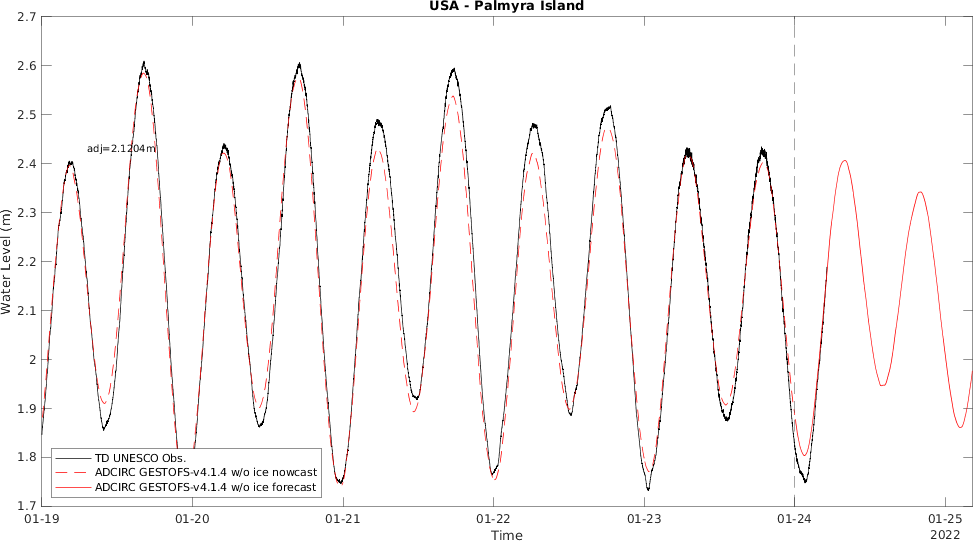 USA - Palmyra Island
2.7
2.6
2.5
2.4
2.3
2.2
2.1
2
1.9
1.8
1.7
Water Level (m)
adj=2.1204m
TD UNESCO Obs.
ADCIRC GESTOFS-v4.1.4 w/o ice nowcast
ADCIRC GESTOFS-v4.1.4 w/o ice forecast
01-19
01-20
01-21
01-22
01-23
01-24
01-25
Time
2022